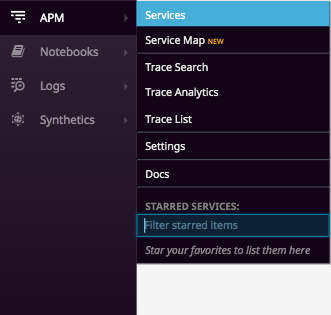 APM
Notebooks
Logs
Synthetics
Services
Service Map NEW
Trace Search
Trace Analytics
Trace List
Settings
Docs
STARRED SERVICES:
Filter starred items
Star your favorites to list them here